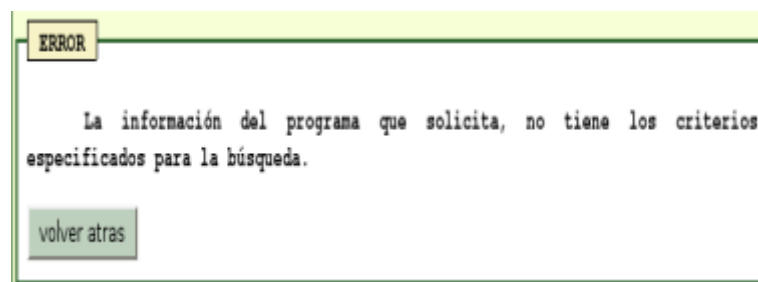 ERROR
La información del programa que solicita, no tiene los criterios
especificados para la búsqueda.
volver atras